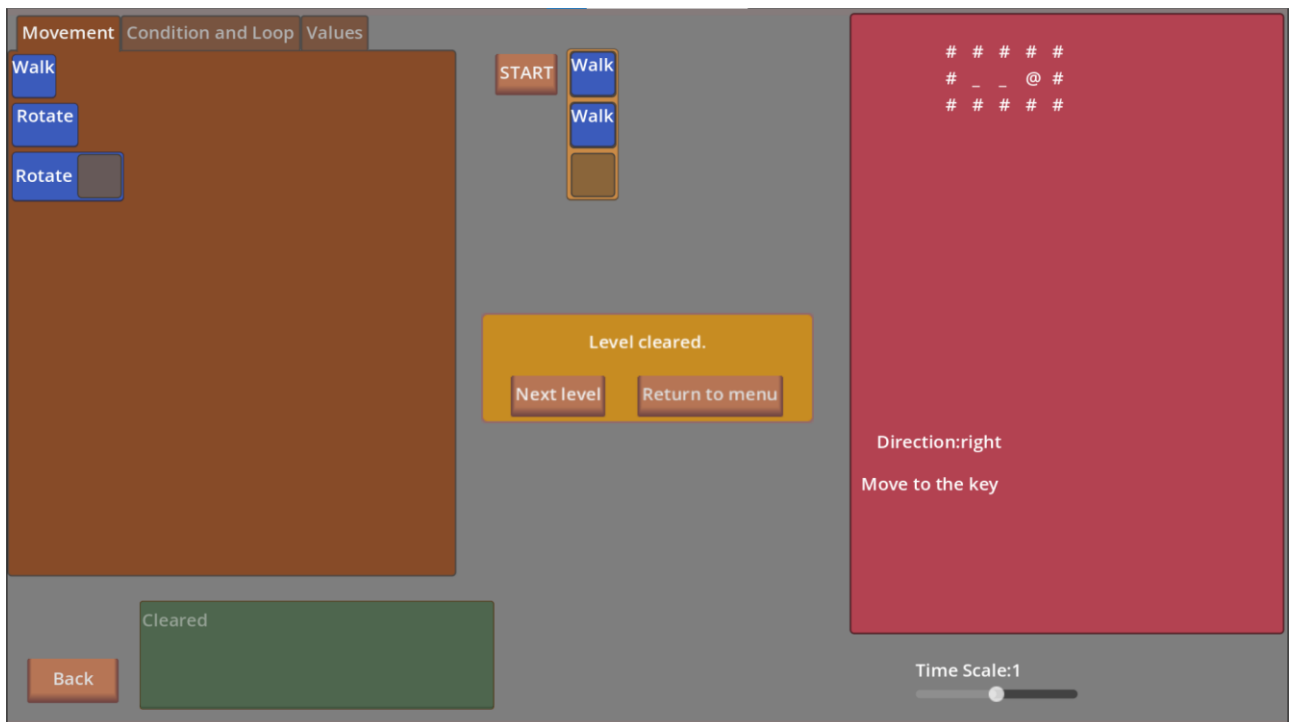 Movement Condition and Loop Values
Walk
Rotate
Rotate
START
Walk
Walk
# # # # #
# _ _ @ #
# # # # #
Level cleared.
Next level
Return to menu
Direction:right
Move to the key
Cleared
Back
Time Scale:1